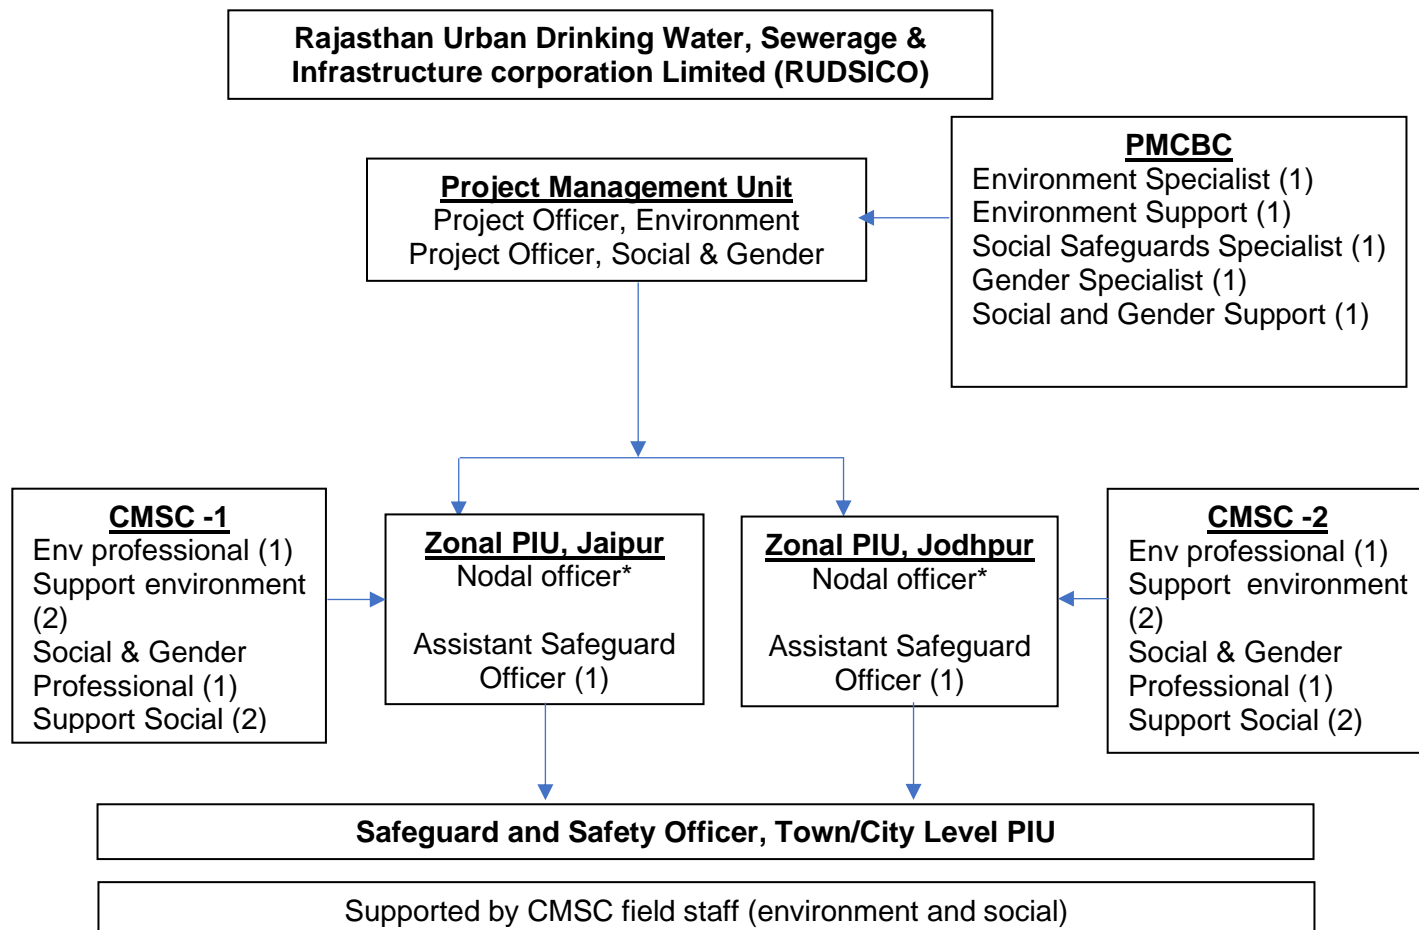 Rajasthan Urban Drinking Water, Sewerage &
Infrastructure corporation Limited (RUDSICO)
PMCBC
Environment Specialist (1)
Environment Support (1)
Social Safeguards Specialist (1)
Gender Specialist (1)
Social and Gender Support (1)
Project Management Unit
Project Officer, Environment
Project Officer, Social & Gender
CMSC -1
Env professional (1)
Support environment
(2)
Social & Gender
Professional (1)
Support Social (2)
Zonal PIU, Jaipur
Nodal officer*
Assistant Safeguard
Officer (1)
Zonal PIU, Jodhpur
Nodal officer*
Assistant Safeguard
Officer (1)
CMSC -2
Env professional (1)
Support environment
(2)
Social & Gender
Professional (1)
Support Social (2)
Safeguard and Safety Officer, Town/City Level PIU
Supported by CMSC field staff (environment and social)